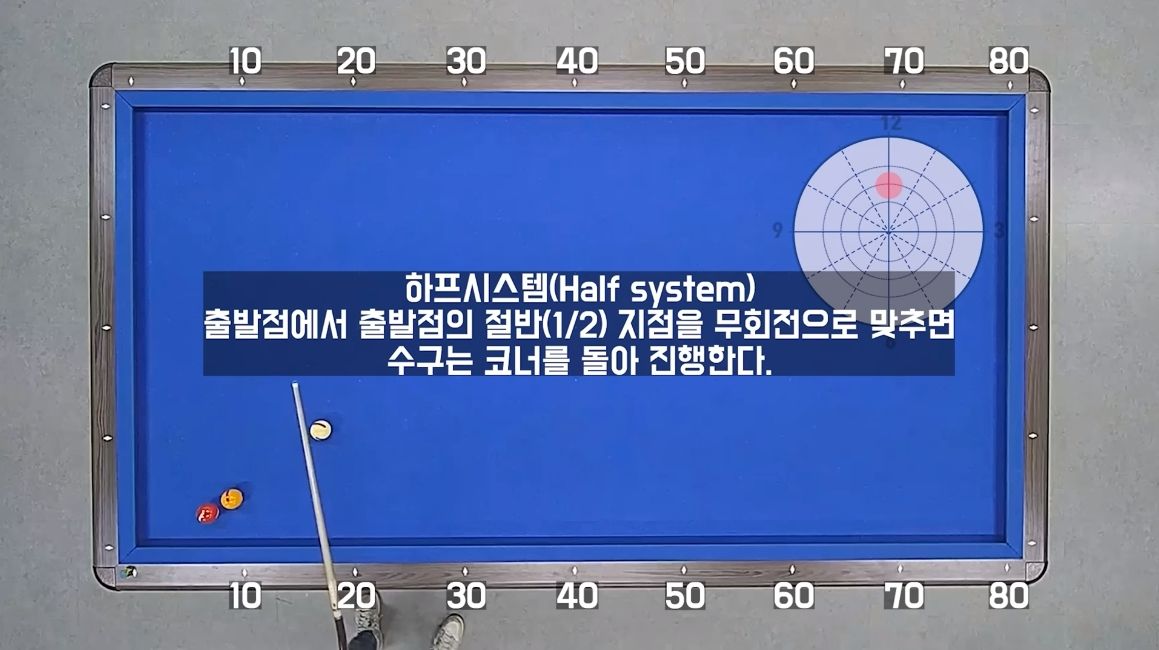 10 20 30 40 50 60 70 80
12
9 3
하프시스템(Half system)
출발점에서 출발점의 절반(1/2) 지점을 무회전으로 맞추면
수구는 코너를 돌아 진행한다.
6
10 20 30 40 50 60 70 80